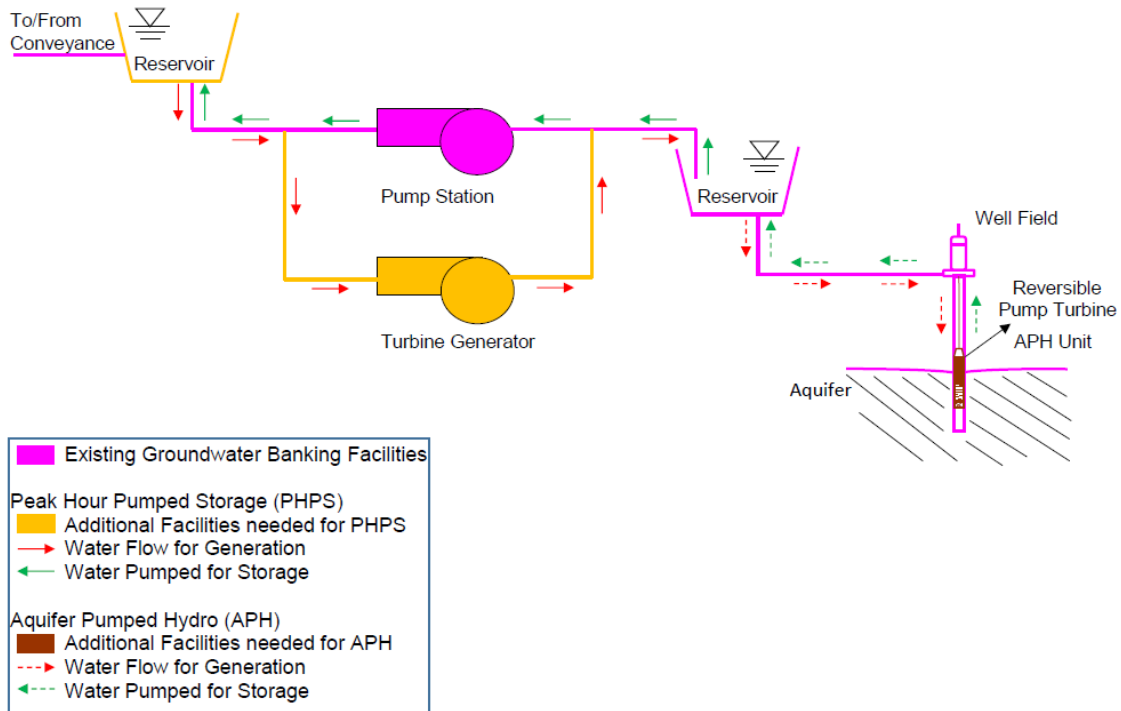 To/From
Conveyance
Reservoir
Pump Station
Reservoir
Well Field
Reversible
Pump Turbine
APH Unit
Turbine Generator
Aquifer
Existing Groundwater Banking Facilities
Peak Hour Pumped Storage (PHPS)
Additional Facilities needed for PHPS
Water Flow for Generation
Water Pumped for Storage
Aquifer Pumped Hydro (APH)
Additional Facilities needed for APH
Water Flow for Generation
Water Pumped for Storage